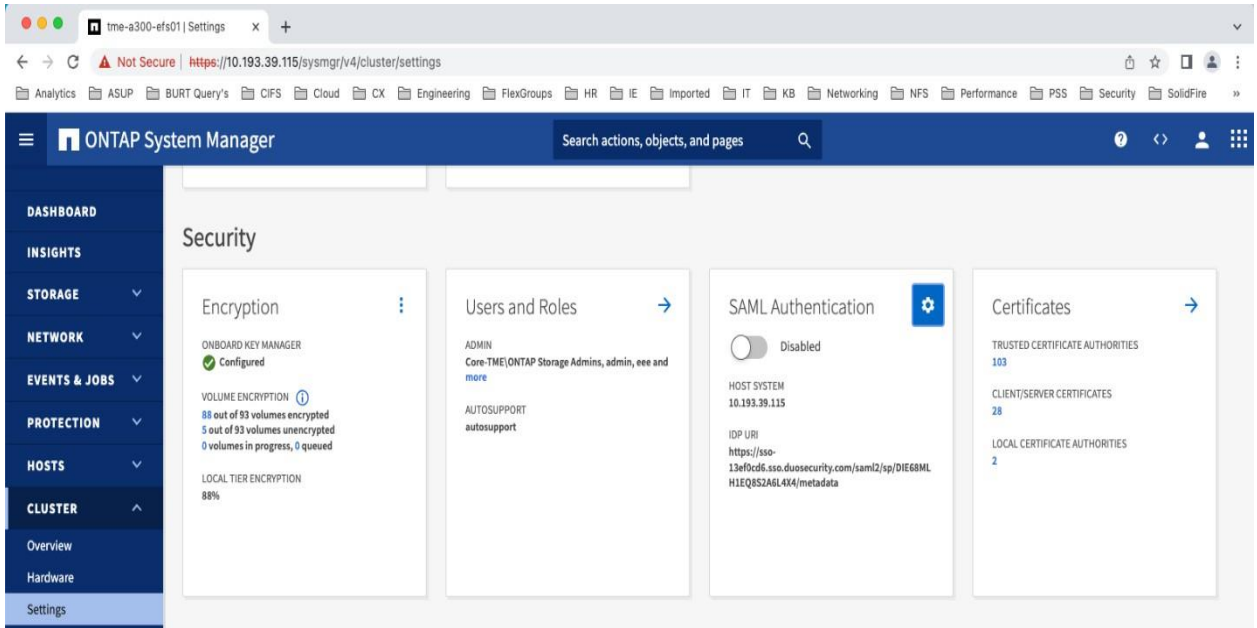 tme-a300-efs01 | Settings
Not Secure | https://10.193.39.115/sysmgr/v4/cluster/settings
Analytics ASUP BURT Query's CIFS Cloud CX Engineering FlexGroups HR IE Imported IT KB Networking NFS Performance PSS Security SolidFire »
ONTAP System Manager
Search actions, objects, and pages
DASHBOARD
INSIGHTS
STORAGE
NETWORK
EVENTS & JOBS
PROTECTION
HOSTS
CLUSTER
Overview
Hardware
Settings
Security
Encryption
ONBOARD KEY MANAGER
Configured
VOLUME ENCRYPTION
88 out of 93 volumes encrypted
5 out of 93 volumes unencrypted
0 volumes in progress, 0 queued
LOCAL TIER ENCRYPTION
88%
Users and Roles
ADMIN
Core-TME\ONTAP Storage Admins, admin, eee and
more
AUTOSUPPORT
autosupport
SAML Authentication
Disabled
HOST SYSTEM
10.193.39.115
IDP URI
https://sso-
13ef0cd6.sso.duosecurity.com/saml2/sp/DIE68ML
H1EQ8S2A6L4X4/metadata
Certificates
TRUSTED CERTIFICATE AUTHORITIES
103
CLIENT/SERVER CERTIFICATES
28
LOCAL CERTIFICATE AUTHORITIES
2